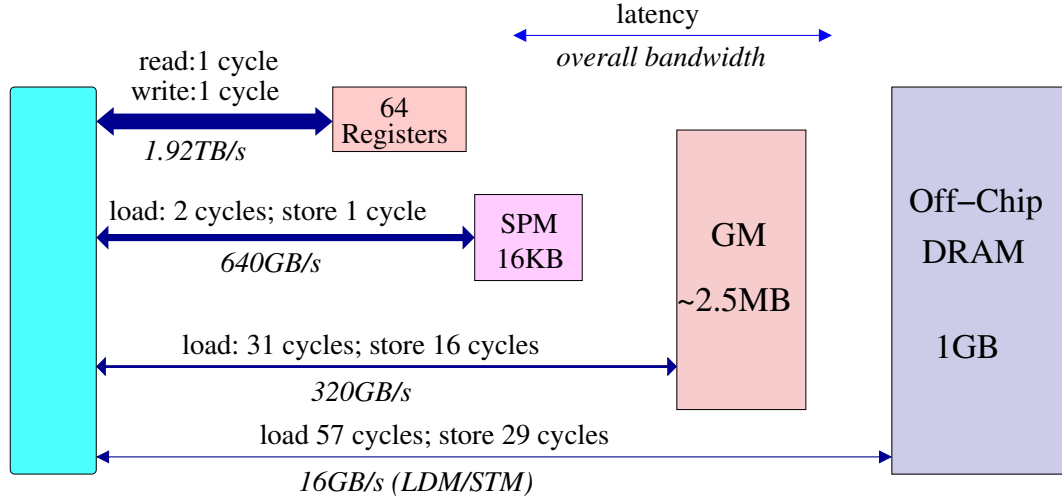 latency
overall bandwidth
read:1 cycle
write:1 cycle
1.92TB/s
64
Registers
load: 2 cycles; store 1 cycle
640GB/s
SPM
16KB
load: 31 cycles; store 16 cycles
320GB/s
GM
~2.5MB
load 57 cycles; store 29 cycles
16GB/s (LDM/STM)
Off−Chip
DRAM
1GB